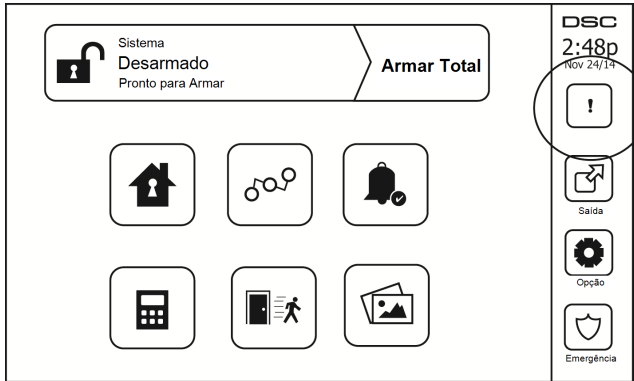 Sistema
Desarmado
Pronto para Armar
Armar Total
DSC
2:48p
Nov 24/14
!
Saída
Opção
Emergência